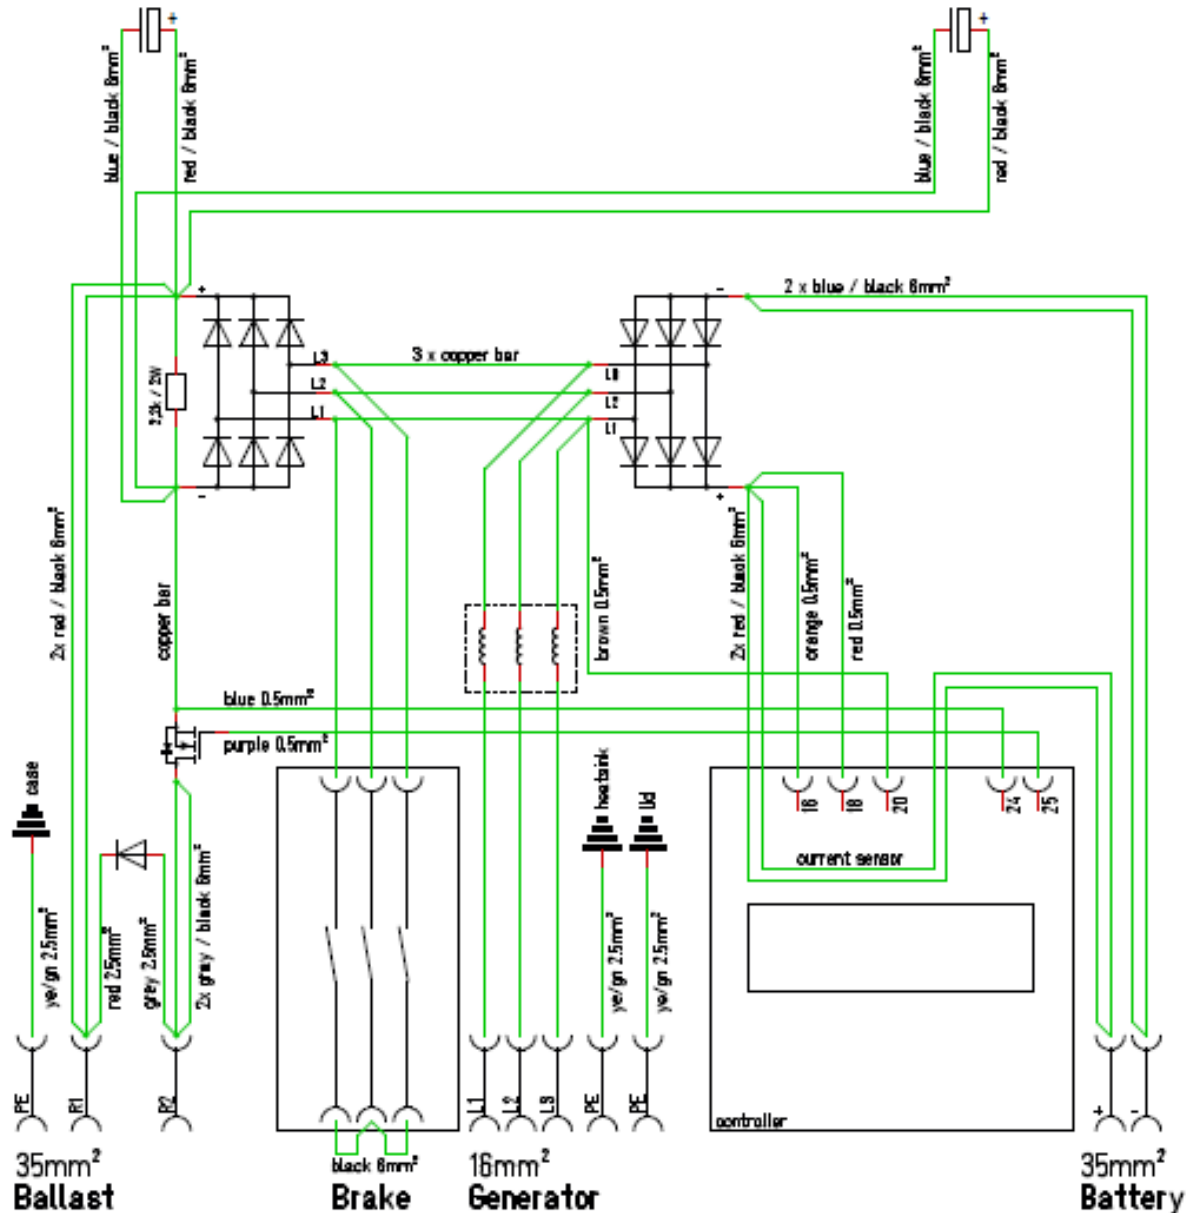 +
+
blue / black 6mm²
red / black 6mm²
blue / black 6mm²
red / black 6mm²
+
-
2 x blue / black 6mm²
L3
3 x copper bar
L3
2,2k / 2W
L2
L2
L1
L1
-
+
2x red / black 6mm²
copper bar
brown 0.5mm²
2x red / black 6mm²
orange 0.5mm²
red 0.5mm²
blue 0.5mm²
purple 0.5mm²
case
heatsink
lid
16
18
20
24
25
current sensor
ye/gn 2.5mm²
red 2.5mm²
grey 2.5mm²
2x grey / black 6mm²
ye/gn 2.5mm²
ye/gn 2.5mm²
PE
R1
R2
L1
L2
L3
PE
PE
controller
+
-
35mm²
Ballast
black 6mm²
Brake
16mm²
Generator
35mm²
Battery